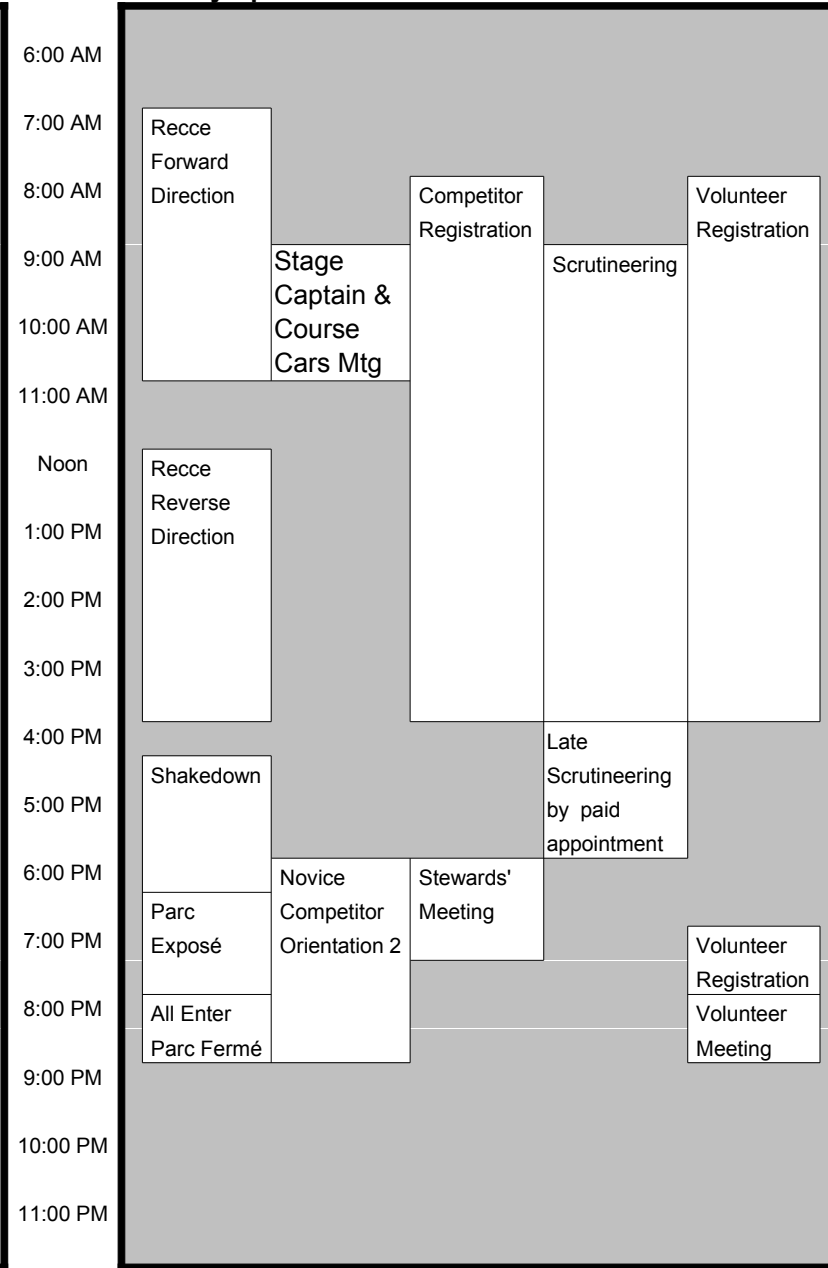 6:00 AM
7:00 AM
8:00 AM
9:00 AM
10:00 AM
11:00 AM
Noon
1:00 PM
2:00 PM
3:00 PM
4:00 PM
5:00 PM
6:00 PM
7:00 PM
8:00 PM
9:00 PM
10:00 PM
11:00 PM
Recce
Forward
Direction
Recce
Reverse
Direction
Shakedown
Parc
Exposé
All Enter
Parc Fermé
Stage
Captain &
Course
Cars Mtg
Novice
Competitor
Orientation 2
Competitor
Registration
Stewards'
Meeting
Scrutineering
Late
Scrutineering
by paid
appointment
Volunteer
Registration
Volunteer
Registration
Volunteer
Meeting